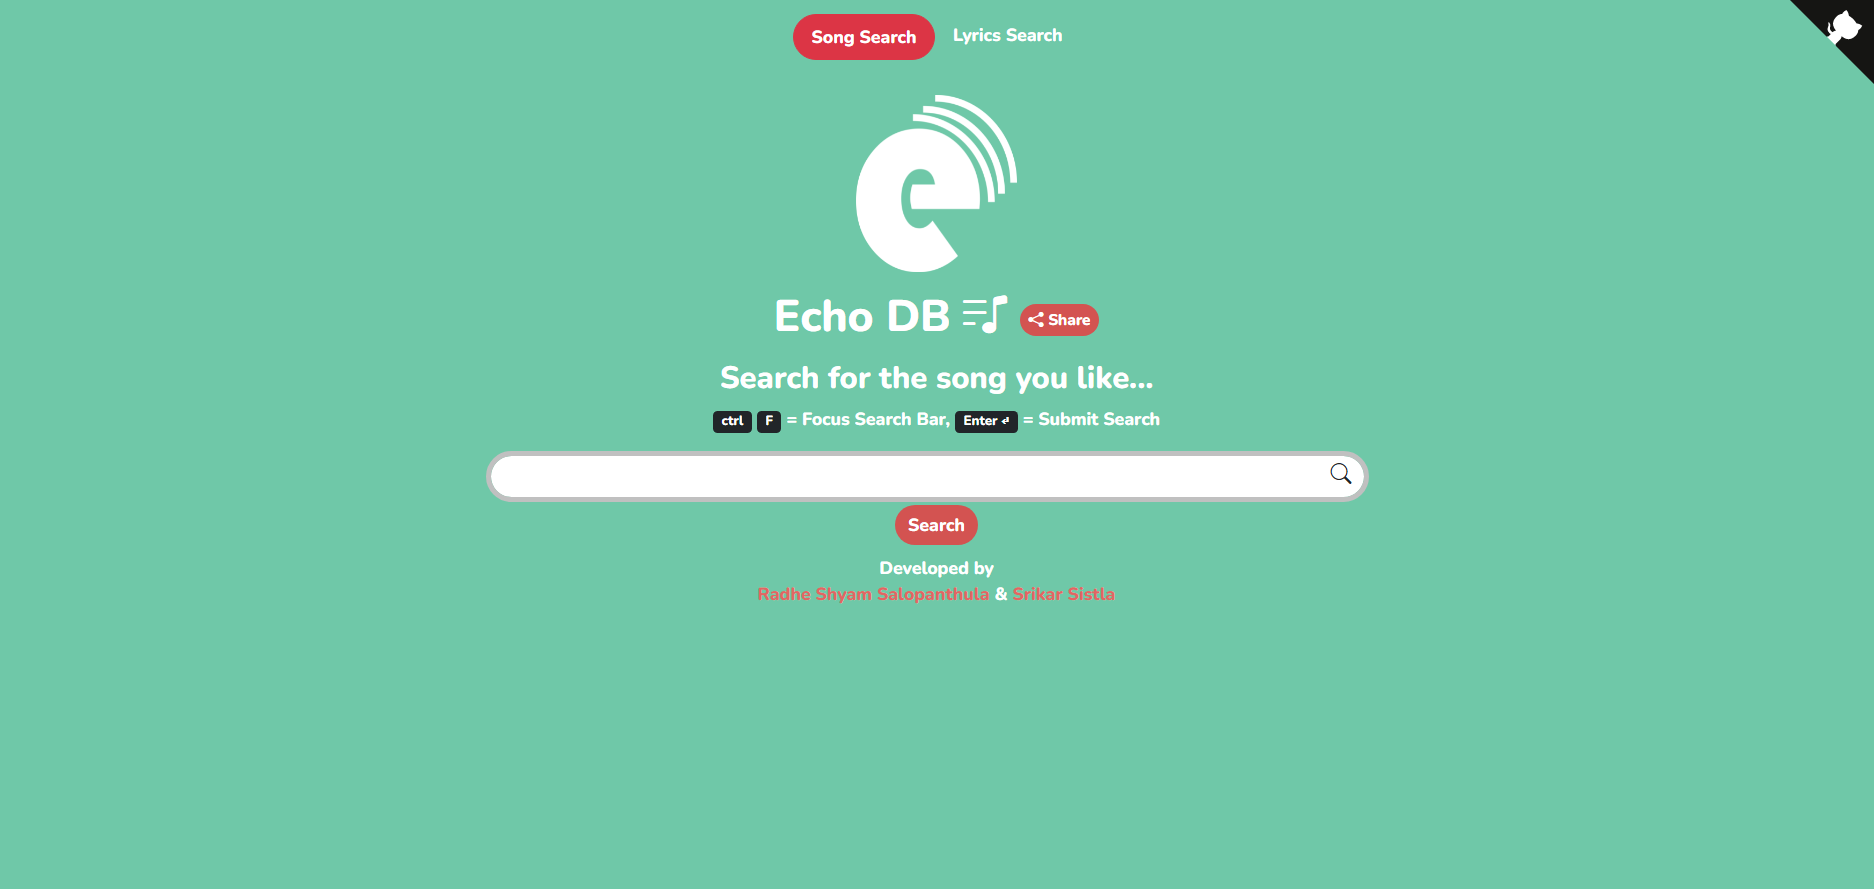 Song Search Lyrics Search
e
Echo DB Share
Search for the song you like...
ctrl F = Focus Search Bar, Enter ⏎ = Submit Search
Search
Developed by
Radhe Shyam Salopanthula & Srikar Sistla